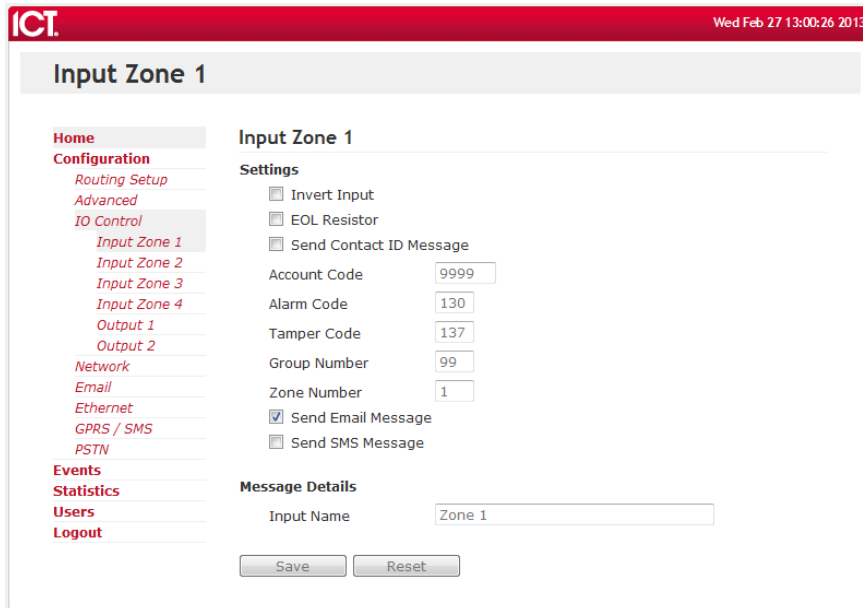 ICT.
Wed Feb 27 13:00:26 2013
Input Zone 1
Home
Configuration
Routing Setup
Advanced
IO Control
Input Zone 1
Input Zone 2
Input Zone 3
Input Zone 4
Output 1
Output 2
Network
Email
Ethernet
GPRS / SMS
PSTN
Events
Statistics
Users
Logout
Input Zone 1
Settings
Invert Input
EOL Resistor
Send Contact ID Message
Account Code 9999
Alarm Code 130
Tamper Code 137
Group Number 99
Zone Number 1
Send Email Message
Send SMS Message
Message Details
Input Name Zone 1
Save Reset